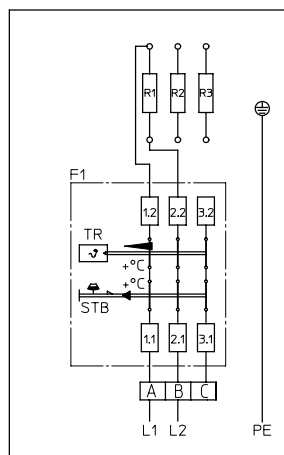 R1 R2 R3
F1
1.2 2.2 3.2
TR
+°C
+°C
STB
1.1 2.1 3.1
A B C
L1 L2 PE